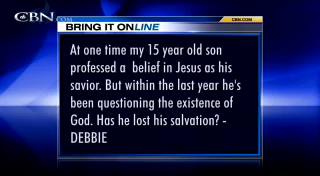 CBN.COM
CBN.COM
BRING IT ONLINE
At one time my 15 year old son
professed a belief in Jesus as his
savior. But within the last year he's
been questioning the existence of
God. Has he lost his salvation? -
DEBBIE